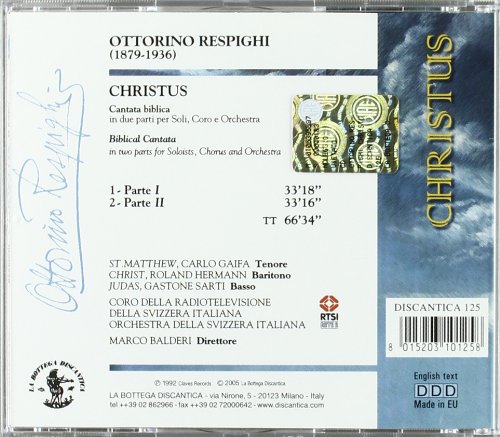 OTTORINO RESPIGHI
(1879-1936)
CHRISTUS
Cantata biblica
in due parti per Soli, Coro e Orchestra
Biblical Cantata
in two parts for Soloists, Chorus and Orchestra
1 - Parte I 33'18"
2 - Parte II 33'16"
TT 66'34"
ST. MATTHEW, CARLO GAIFA Tenore
CHRIST, ROLAND HERMANN Baritono
JUDAS, GASTONE SARTI Basso
CORO DELLA RADIOTELEVISIONE
DELLA SVIZZERA ITALIANA
ORCHESTRA DELLA SVIZZERA ITALIANA
MARCO BALDERI Direttore
RTSI
℗ 1992 Claves Records © 2005 La Bottega Discantica
LA BOTTEGA DISCANTICA - via Nirone, 5 - 20123 Milano - Italy
tel ++39 02 862966 - fax ++39 02 72000642 - www.discantica.com
Ottorino Respighi
LA BOTTEGA DISCANTICA
CHRISTUS
DISCANTICA 125
8 015203 101258
English text
DDD
Made in EU